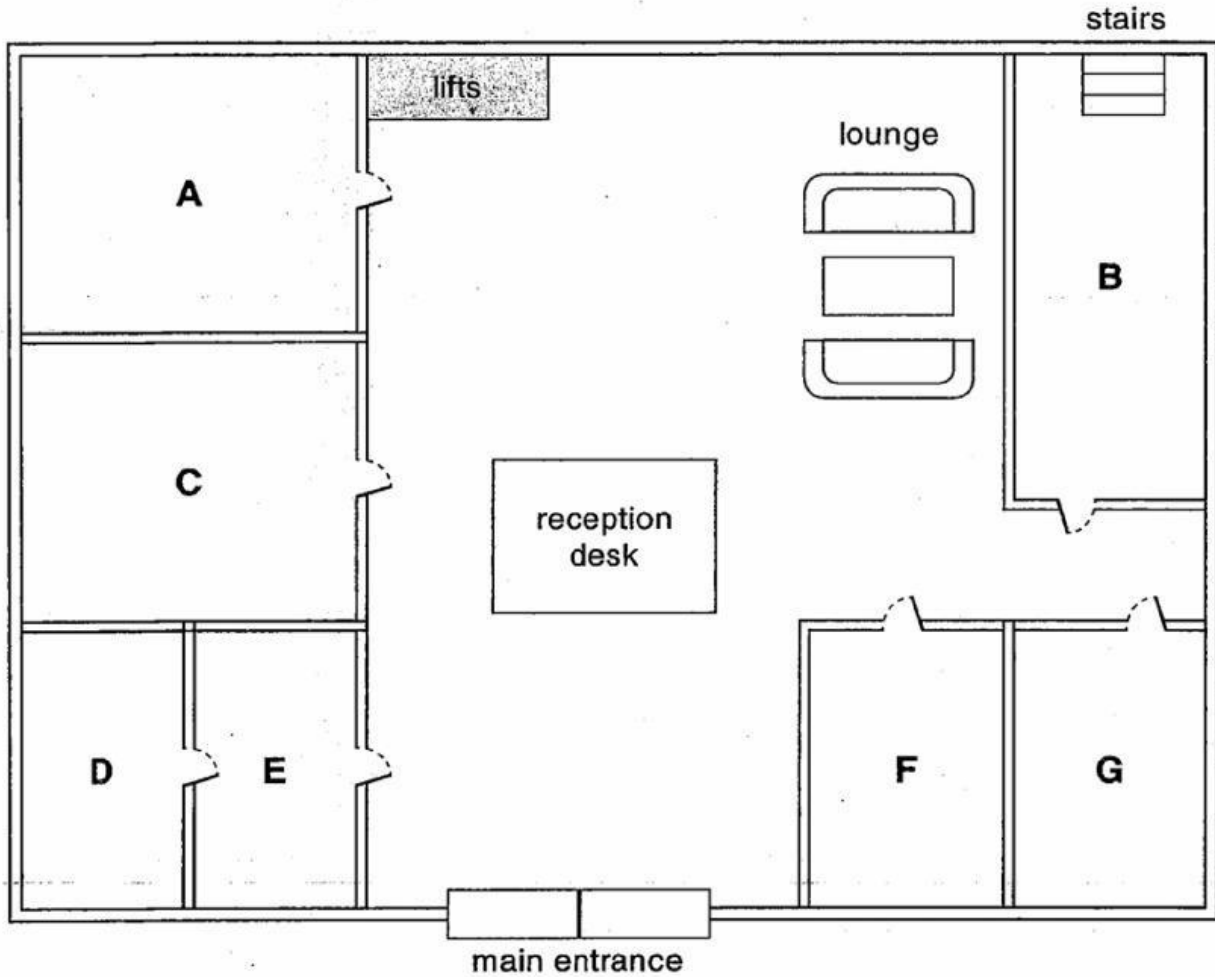 stairs
lifts
lounge
A
B
C
reception
desk
D
E
F
G
main entrance